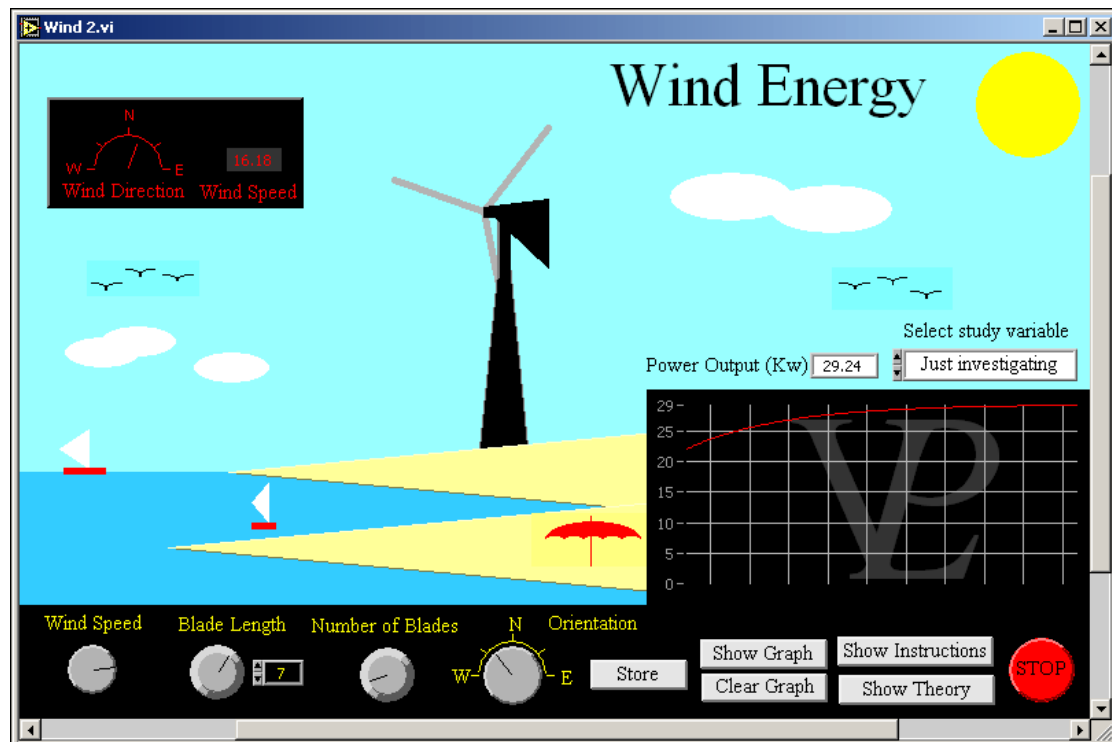 Wind 2.vi
Wind Energy
N
W E
16.18
Wind Direction Wind Speed
Select study variable
Power Output (Kw) 29.24 Just investigating
29
25
20
15
10
5
0
VPL
Wind Speed Blade Length Number of Blades N Orientation
W E
7
Store
Show Graph Show Instructions
Clear Graph Show Theory
STOP